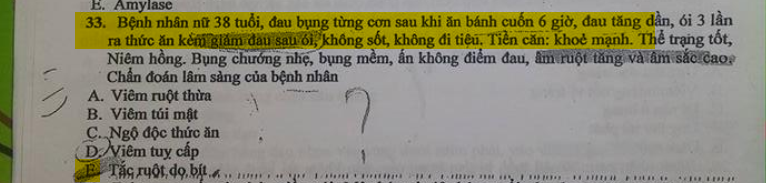 E. Amylase
33. Bệnh nhân nữ 38 tuổi, đau bụng từng cơn sau khi ăn bánh cuốn 6 giờ, đau tăng dần, ói 3 lần
ra thức ăn kèm giảm đau sau ói, không sốt, không đi tiêu. Tiền căn: khoẻ mạnh. Thể trạng tốt,
Niêm hồng. Bụng chướng nhẹ, bụng mềm, ấn không điểm đau, âm ruột tăng và âm sắc cao.
Chẩn đoán lâm sàng của bệnh nhân
A. Viêm ruột thừa
B. Viêm túi mật
C. Ngộ độc thức ăn
D. Viêm tuỵ cấp
E. Tắc ruột do bít